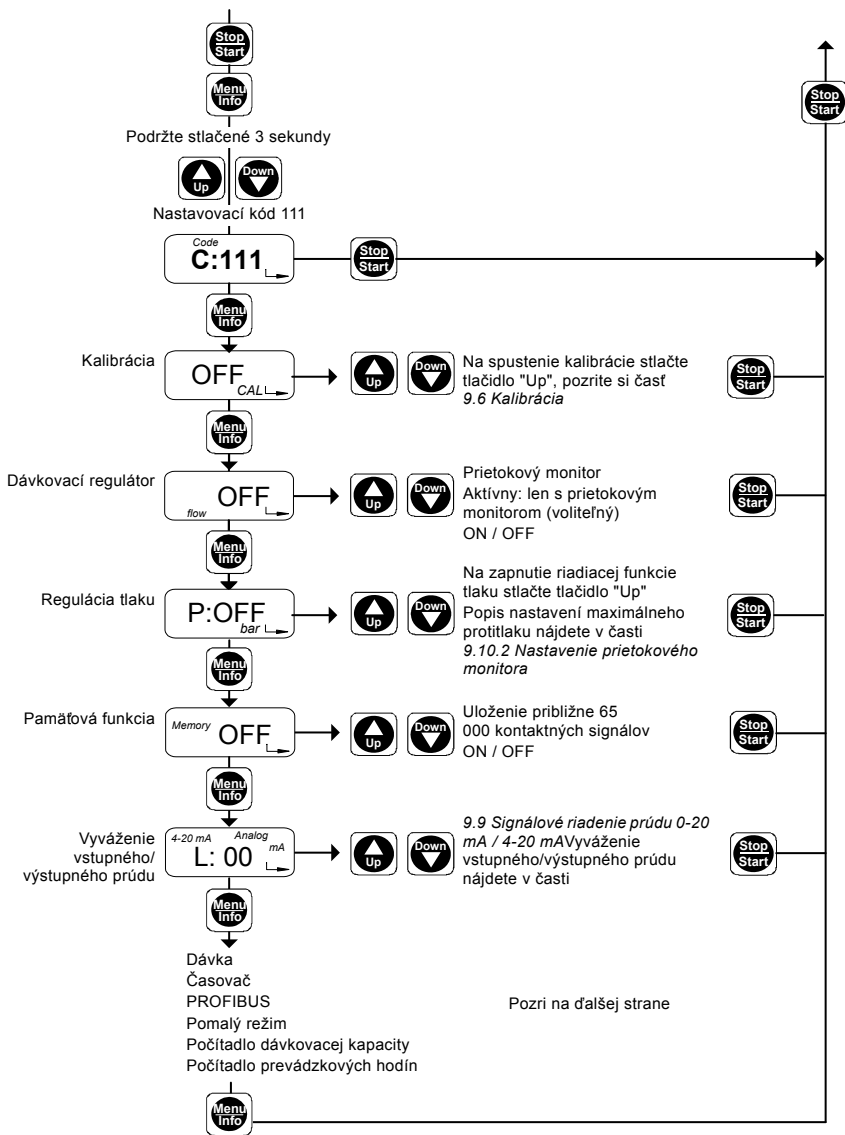 Stop
Start
Menu
Info
Stop
Start
Podržte stlačené 3 sekundy
Up
Down
Nastavovací kód 111
Code
C:111
Stop
Start
Menu
Info
Kalibrácia
OFF
CAL
Up
Down
Na spustenie kalibrácie stlačte
tlačidlo "Up", pozrite si časť
9.6 Kalibrácia
Stop
Start
Menu
Info
Dávkovací regulátor
OFF
flow
Up
Down
Prietokový monitor
Aktívny: len s prietokovým
monitorom (voliteľný)
ON / OFF
Stop
Start
Menu
Info
Regulácia tlaku
P:OFF
bar
Up
Down
Na zapnutie riadiacej funkcie
tlaku stlačte tlačidlo "Up"
Popis nastavení maximálneho
protitlaku nájdete v časti
9.10.2 Nastavenie prietokového
monitora
Stop
Start
Menu
Info
Pamäťová funkcia
Memory
OFF
Up
Down
Uloženie približne 65
000 kontaktných signálov
ON / OFF
Stop
Start
Menu
Info
Vyváženie
vstupného/
výstupného prúdu
4-20 mA
Analog
L: 00
mA
Up
Down
9.9 Signálové riadenie prúdu 0-20
mA / 4-20 mAVyváženie
vstupného/výstupného prúdu
nájdete v časti
Stop
Start
Menu
Info
Dávka
Časovač
PROFIBUS
Pomalý režim
Počítadlo dávkovacej kapacity
Počítadlo prevádzkových hodín
Pozri na ďalšej strane
Menu
Info